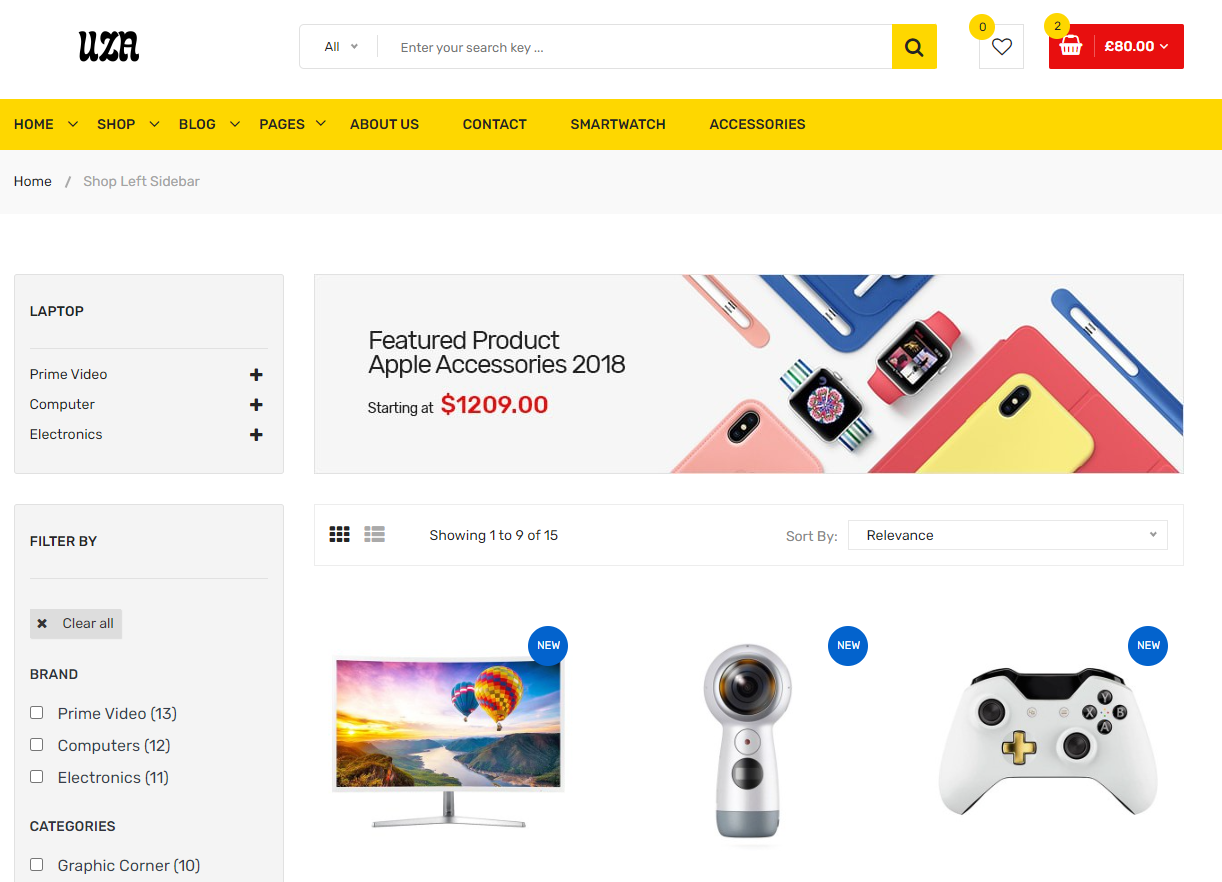 UZA
All
Enter your search key ...
0
2
£80.00
HOME SHOP BLOG PAGES ABOUT US CONTACT SMARTWATCH ACCESSORIES
Home / Shop Left Sidebar
LAPTOP
Prime Video
Computer
Electronics
Featured Product
Apple Accessories 2018
Starting at $1209.00
FILTER BY
Clear all
BRAND
Prime Video (13)
Computers (12)
Electronics (11)
CATEGORIES
Graphic Corner (10)
Showing 1 to 9 of 15
Sort By: Relevance
NEW
NEW
NEW
Y
X B
A